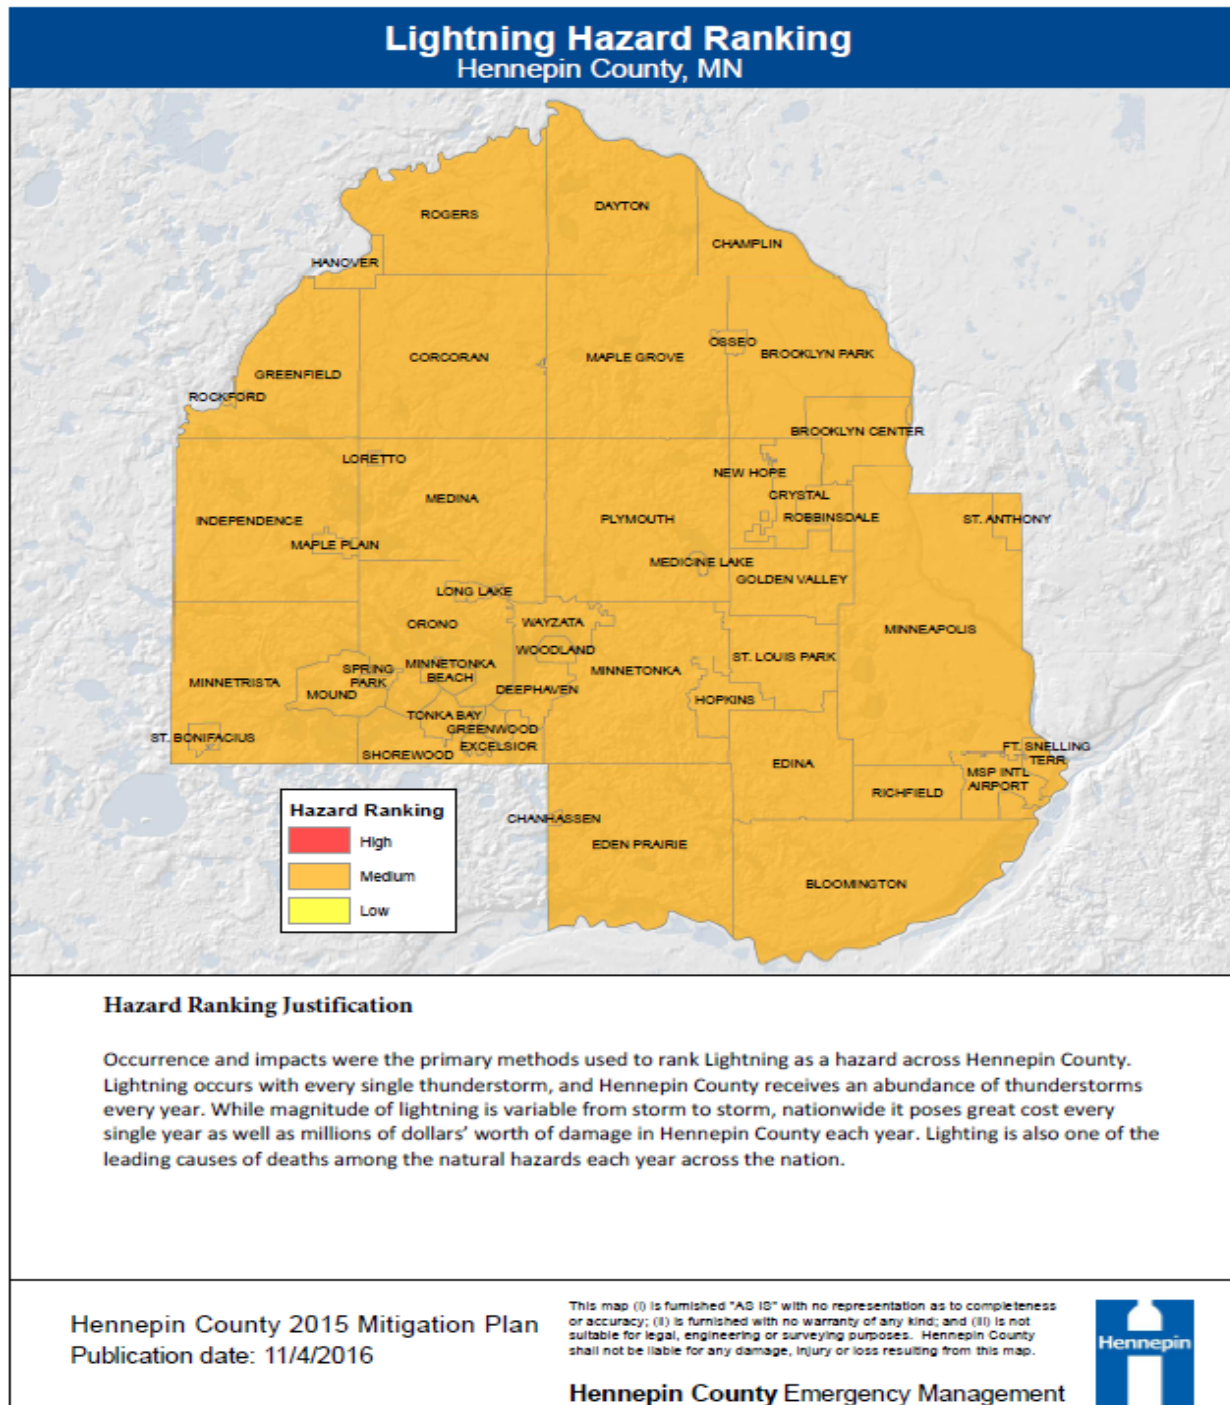 Lightning Hazard Ranking
Hennepin County, MN
ROGERS
DAYTON
CHAMPLIN
HANOVER
OSSEO
CORCORAN
MAPLE GROVE
BROOKLYN PARK
GREENFIELD
ROCKFORD
BROOKLYN CENTER
LORETTO
NEW HOPE
MEDINA
CRYSTAL
INDEPENDENCE
PLYMOUTH
ROBBINSDALE
ST. ANTHONY
MAPLE PLAIN
MEDICINE LAKE
GOLDEN VALLEY
LONG LAKE
ORONO
WAYZATA
MINNEAPOLIS
WOODLAND
ST. LOUIS PARK
MINNETRISTA
SPRING
PARK
MINNETONKA
BEACH
MINNETONKA
MOUND
DEEPHAVEN
HOPKINS
TONKA BAY
GREENWOOD
ST. BONIFACIUS
EXCELSIOR
SHOREWOOD
FT. SNELLING
TERR
EDINA
MSP INTL
AIRPORT
RICHFIELD
CHANHASSEN
EDEN PRAIRIE
BLOOMINGTON
Hazard Ranking
High
Medium
Low
Hazard Ranking Justification
Occurrence and impacts were the primary methods used to rank Lightning as a hazard across Hennepin County.
Lightning occurs with every single thunderstorm, and Hennepin County receives an abundance of thunderstorms
every year. While magnitude of lightning is variable from storm to storm, nationwide it poses great cost every
single year as well as millions of dollars’ worth of damage in Hennepin County each year. Lighting is also one of the
leading causes of deaths among the natural hazards each year across the nation.
Hennepin County 2015 Mitigation Plan
Publication date: 11/4/2016
This map (i) is furnished "AS IS" with no representation as to completeness
or accuracy; (ii) is furnished with no warranty of any kind; and (iii) is not
suitable for legal, engineering or surveying purposes. Hennepin County
shall not be liable for any damage, injury or loss resulting from this map.
Hennepin County Emergency Management
Hennepin